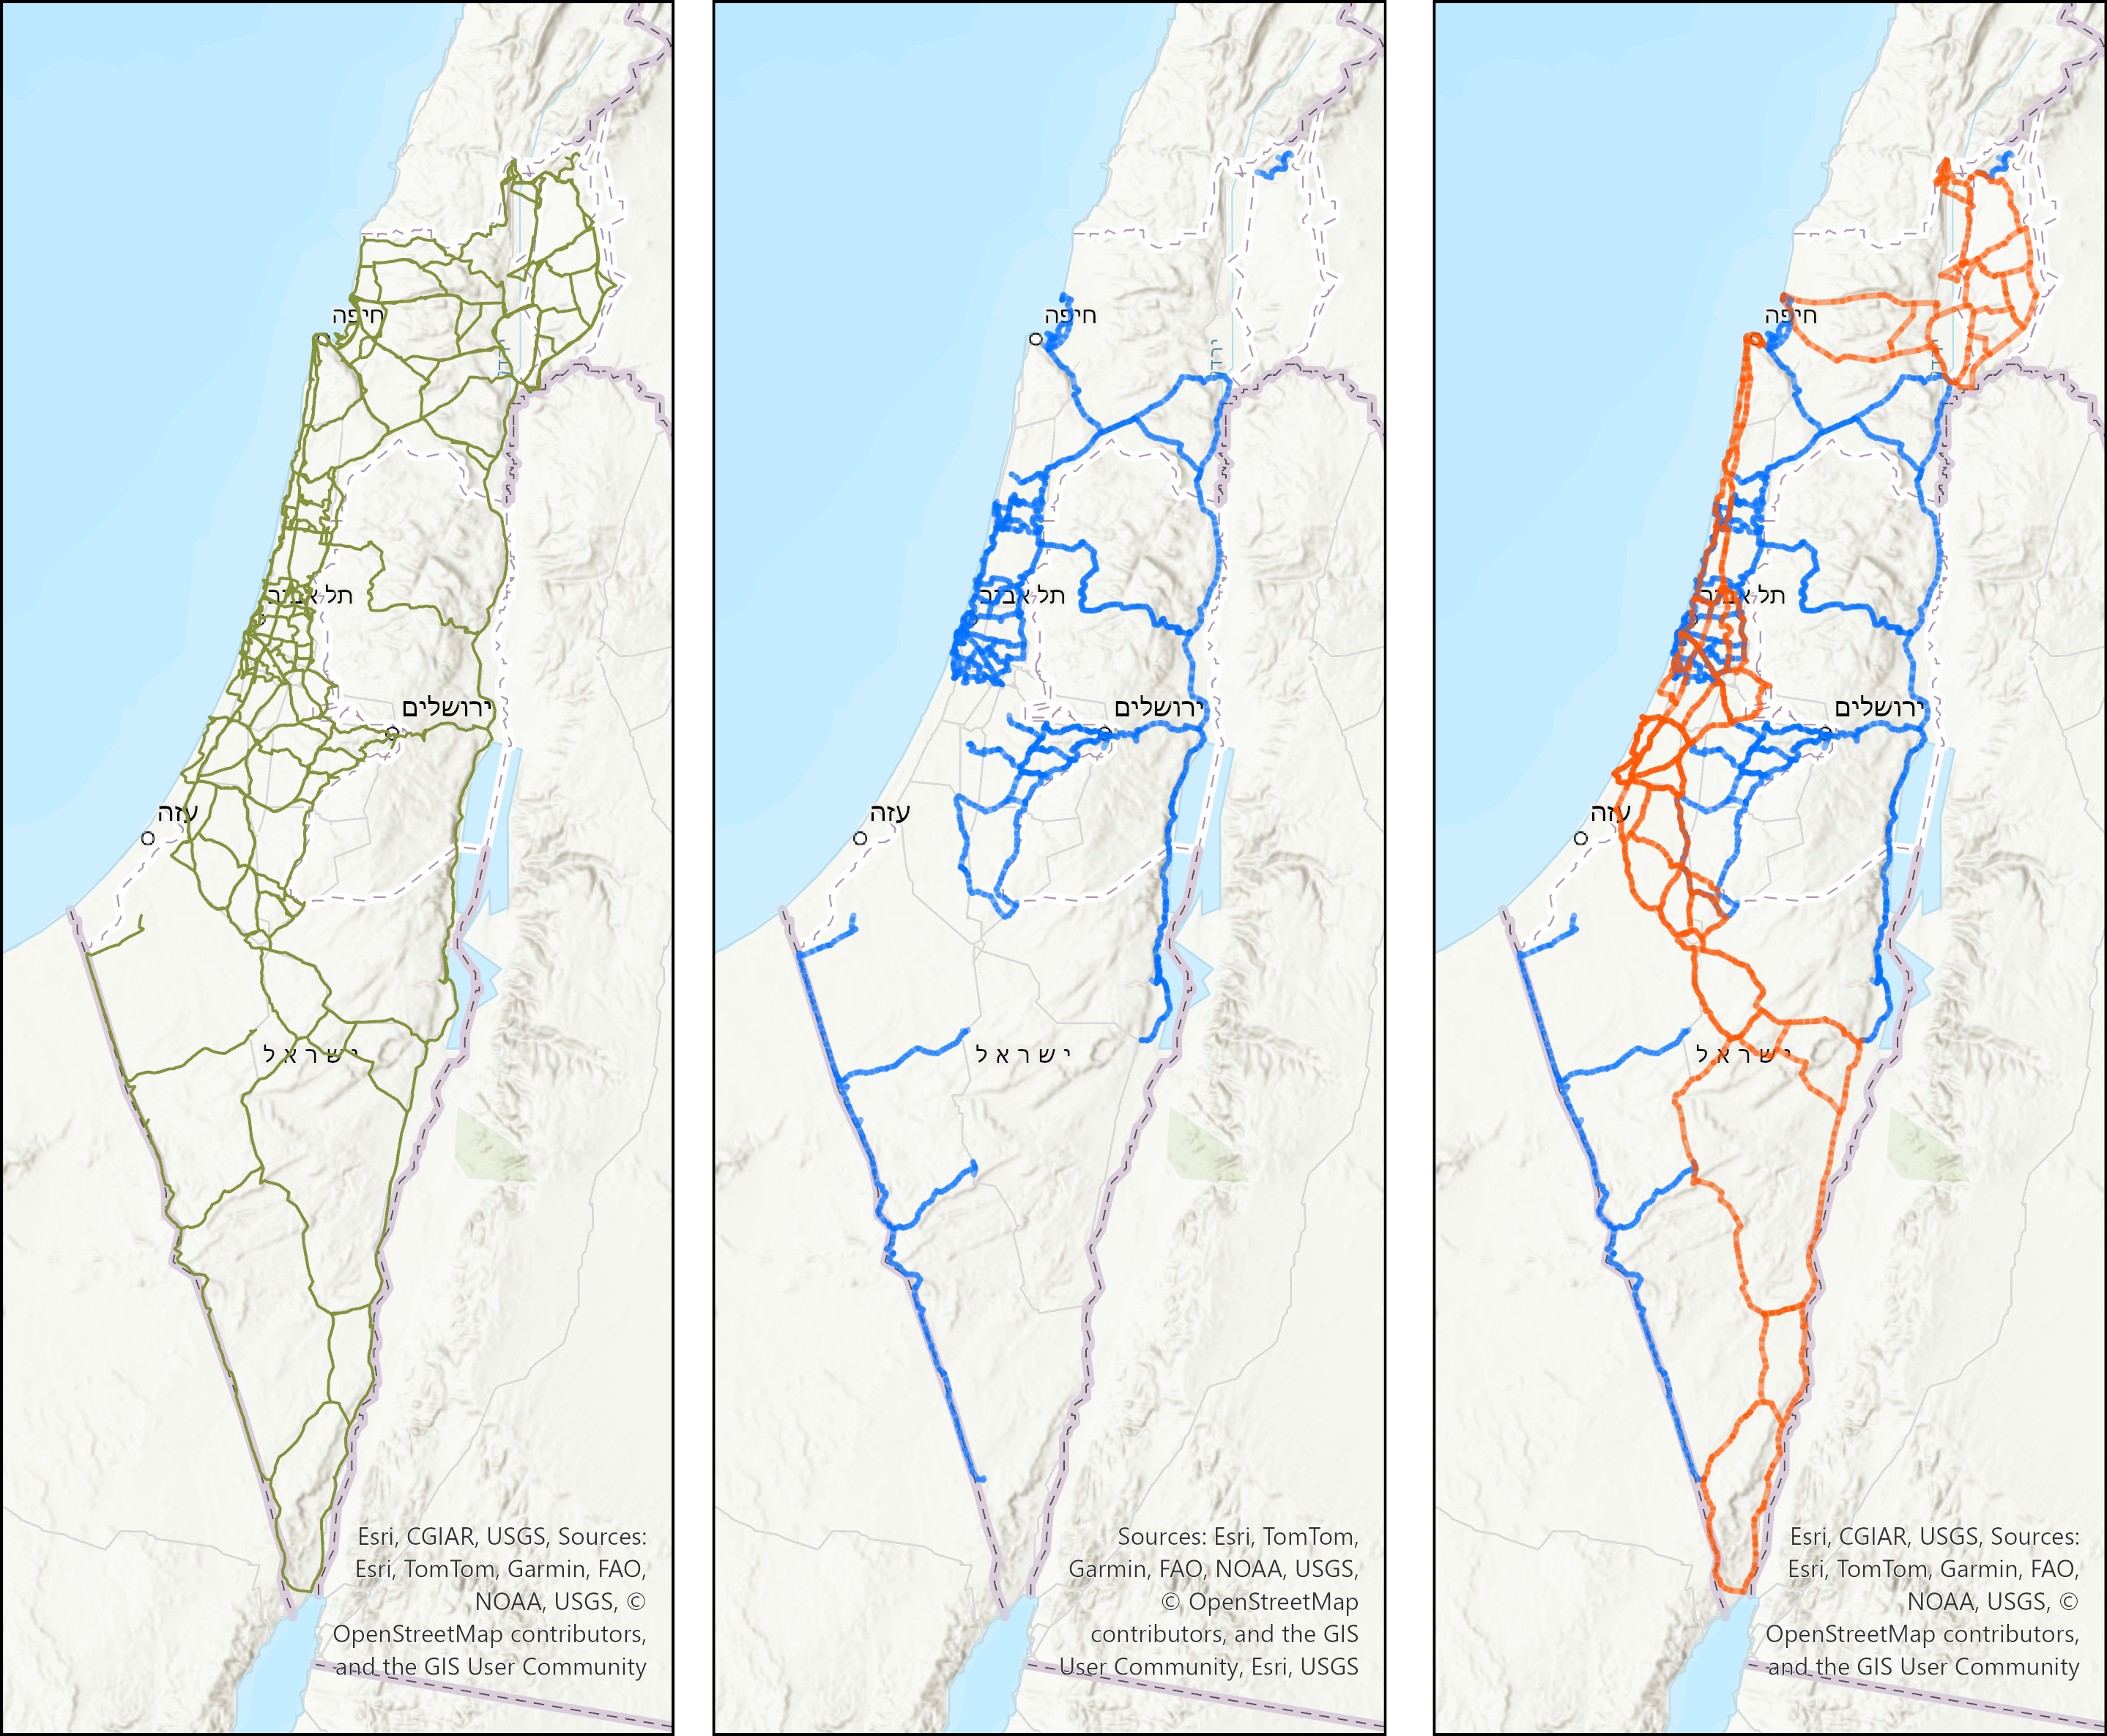 חיפה
ירדן
תל אביב
ירושלים
עזה
ישראל
Esri, CGIAR, USGS, Sources:
Esri, TomTom, Garmin, FAO,
NOAA, USGS, ©
OpenStreetMap contributors,
and the GIS User Community
חיפה
ירדן
תל אביב
ירושלים
עזה
ישראל
Sources: Esri, TomTom,
Garmin, FAO, NOAA, USGS,
© OpenStreetMap
contributors, and the GIS
User Community, Esri, USGS
חיפה
ירדן
תל אביב
ירושלים
עזה
ישראל
Esri, CGIAR, USGS, Sources:
Esri, TomTom, Garmin, FAO,
NOAA, USGS, ©
OpenStreetMap contributors,
and the GIS User Community